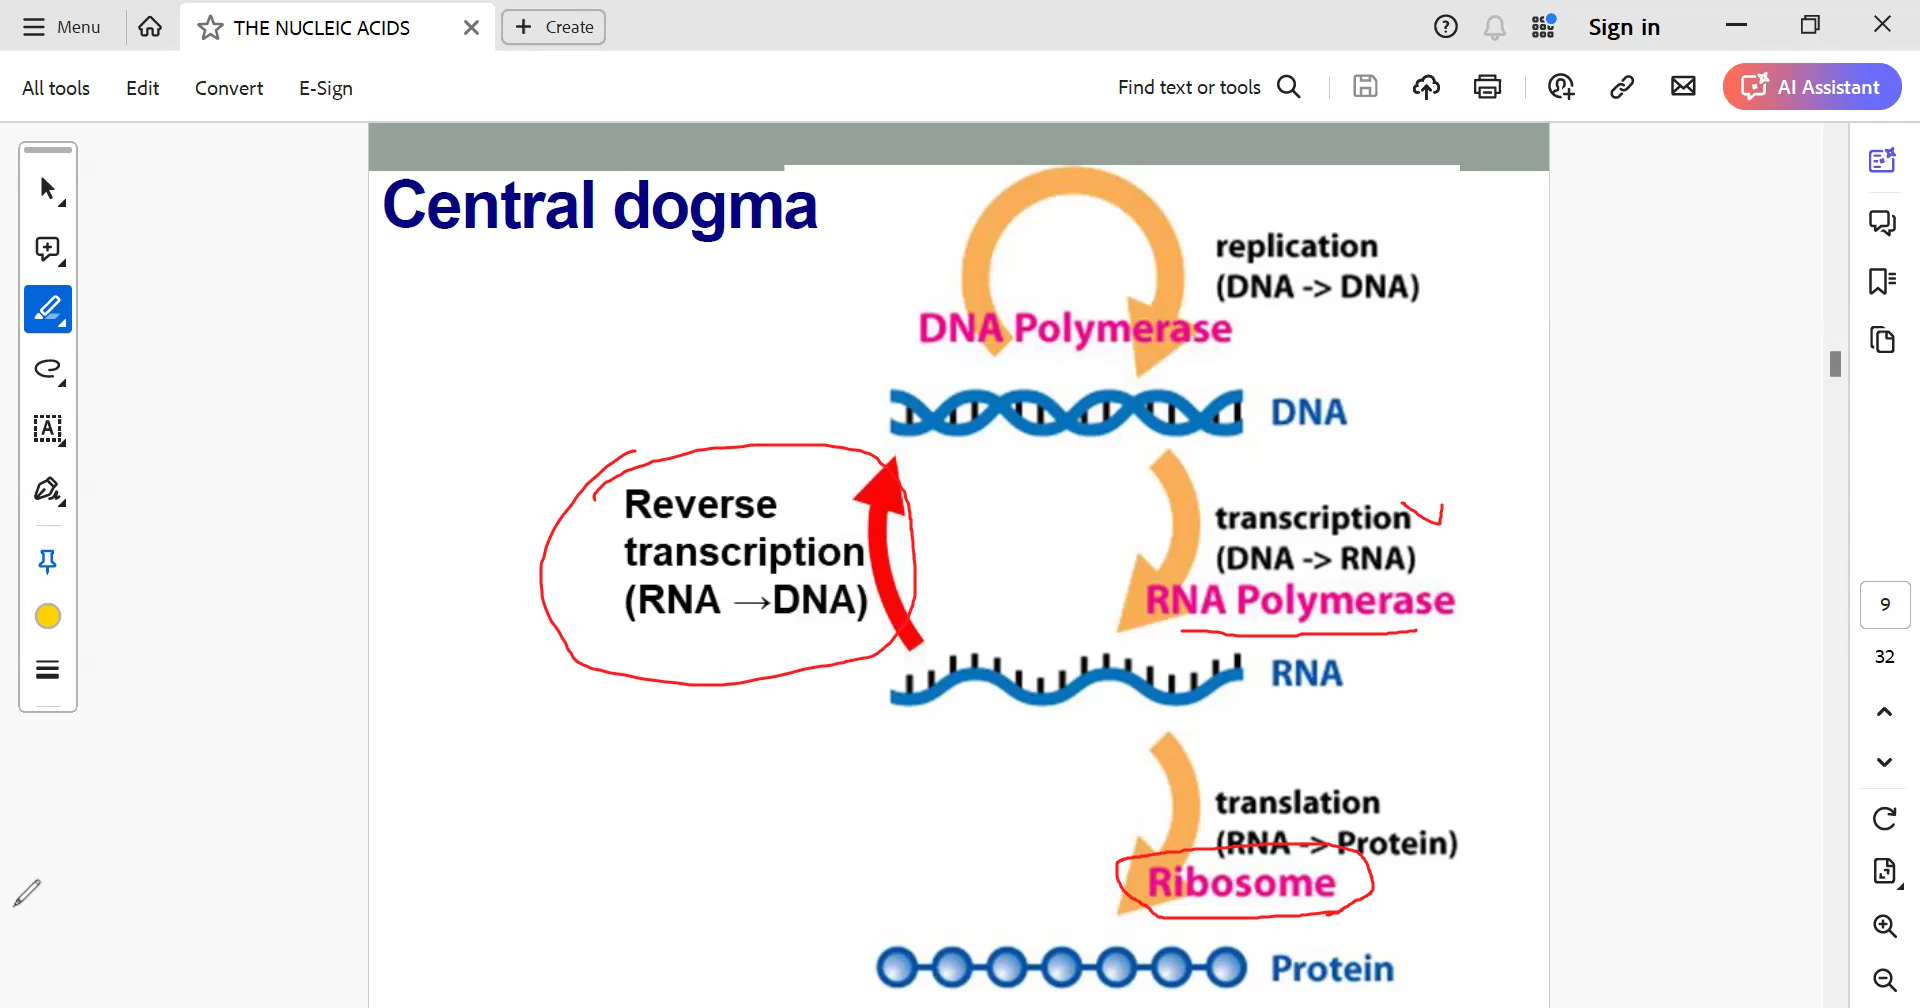 Menu
THE NUCLEIC ACIDS
Create
Sign in
All tools
Edit
Convert
E-Sign
Find text or tools
AI Assistant
Central dogma
replication
(DNA -> DNA)
DNA Polymerase
DNA
Reverse
transcription
(RNA →DNA)
transcription
(DNA -> RNA)
RNA Polymerase
RNA
translation
(RNA -> Protein)
Ribosome
Protein
9
32